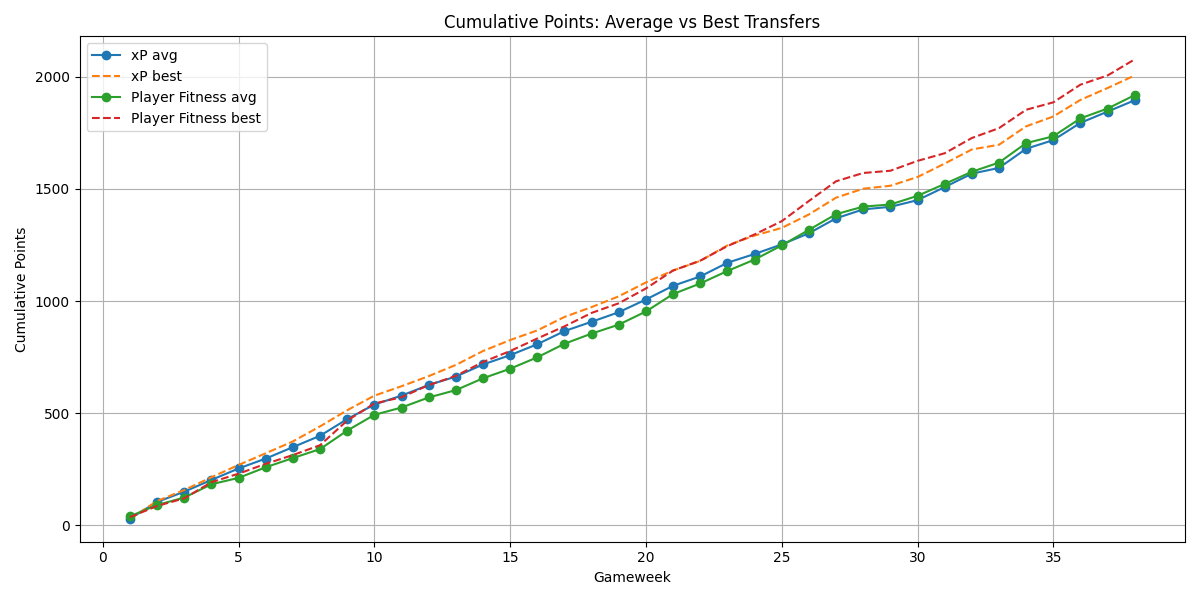 Cumulative Points: Average vs Best Transfers
xP avg
xP best
Player Fitness avg
Player Fitness best
2000
1500
1000
500
0
Cumulative Points
0 5 10 15 20 25 30 35
Gameweek